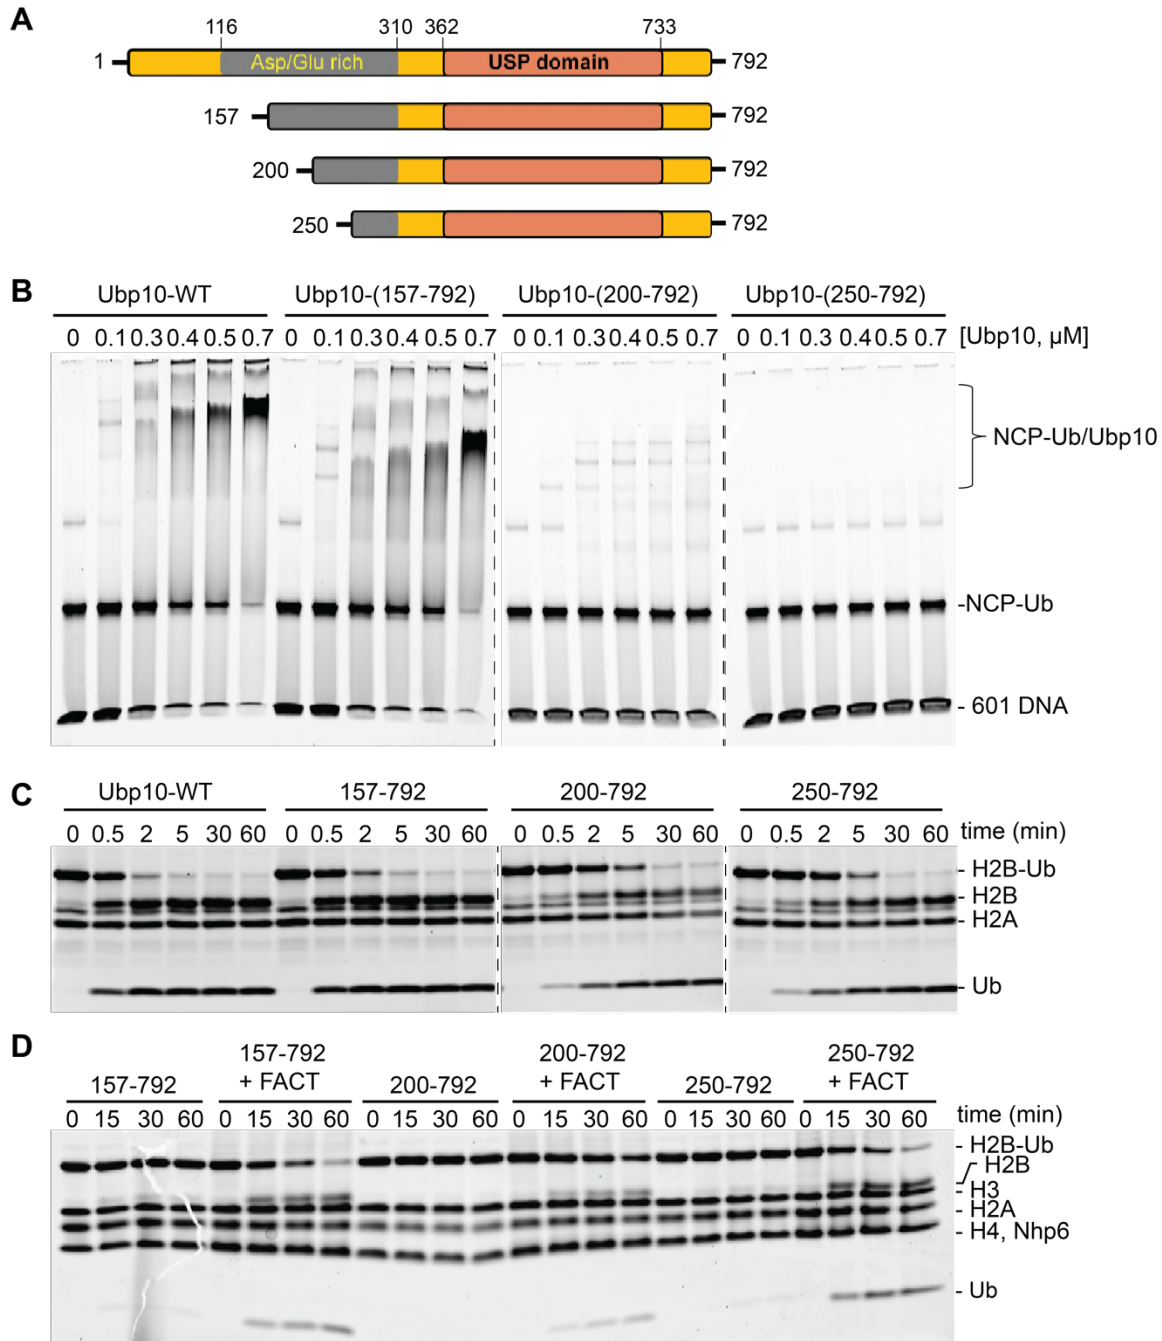 A
116 310 362 733
1 Asp/Glu rich USP domain 792
157 792
200 792
250 792
B
Ubp10-WT Ubp10-(157-792) Ubp10-(200-792) Ubp10-(250-792)
0 0.1 0.3 0.4 0.5 0.7 0 0.1 0.3 0.4 0.5 0.7 0 0.1 0.3 0.4 0.5 0.7 0 0.1 0.3 0.4 0.5 0.7 [Ubp10, µM]
NCP-Ub/Ubp10
-NCP-Ub
- 601 DNA
C
Ubp10-WT 157-792 200-792 250-792
0 0.5 2 5 30 60 0 0.5 2 5 30 60 0 0.5 2 5 30 60 0 0.5 2 5 30 60 time (min)
- H2B-Ub
- H2B
- H2A
- Ub
D
157-792 157-792 + FACT 200-792 200-792 + FACT 250-792 250-792 + FACT
0 15 30 60 0 15 30 60 0 15 30 60 0 15 30 60 0 15 30 60 0 15 30 60 time (min)
- H2B-Ub
H2B
- H3
- H2A
- H4, Nhp6
- Ub